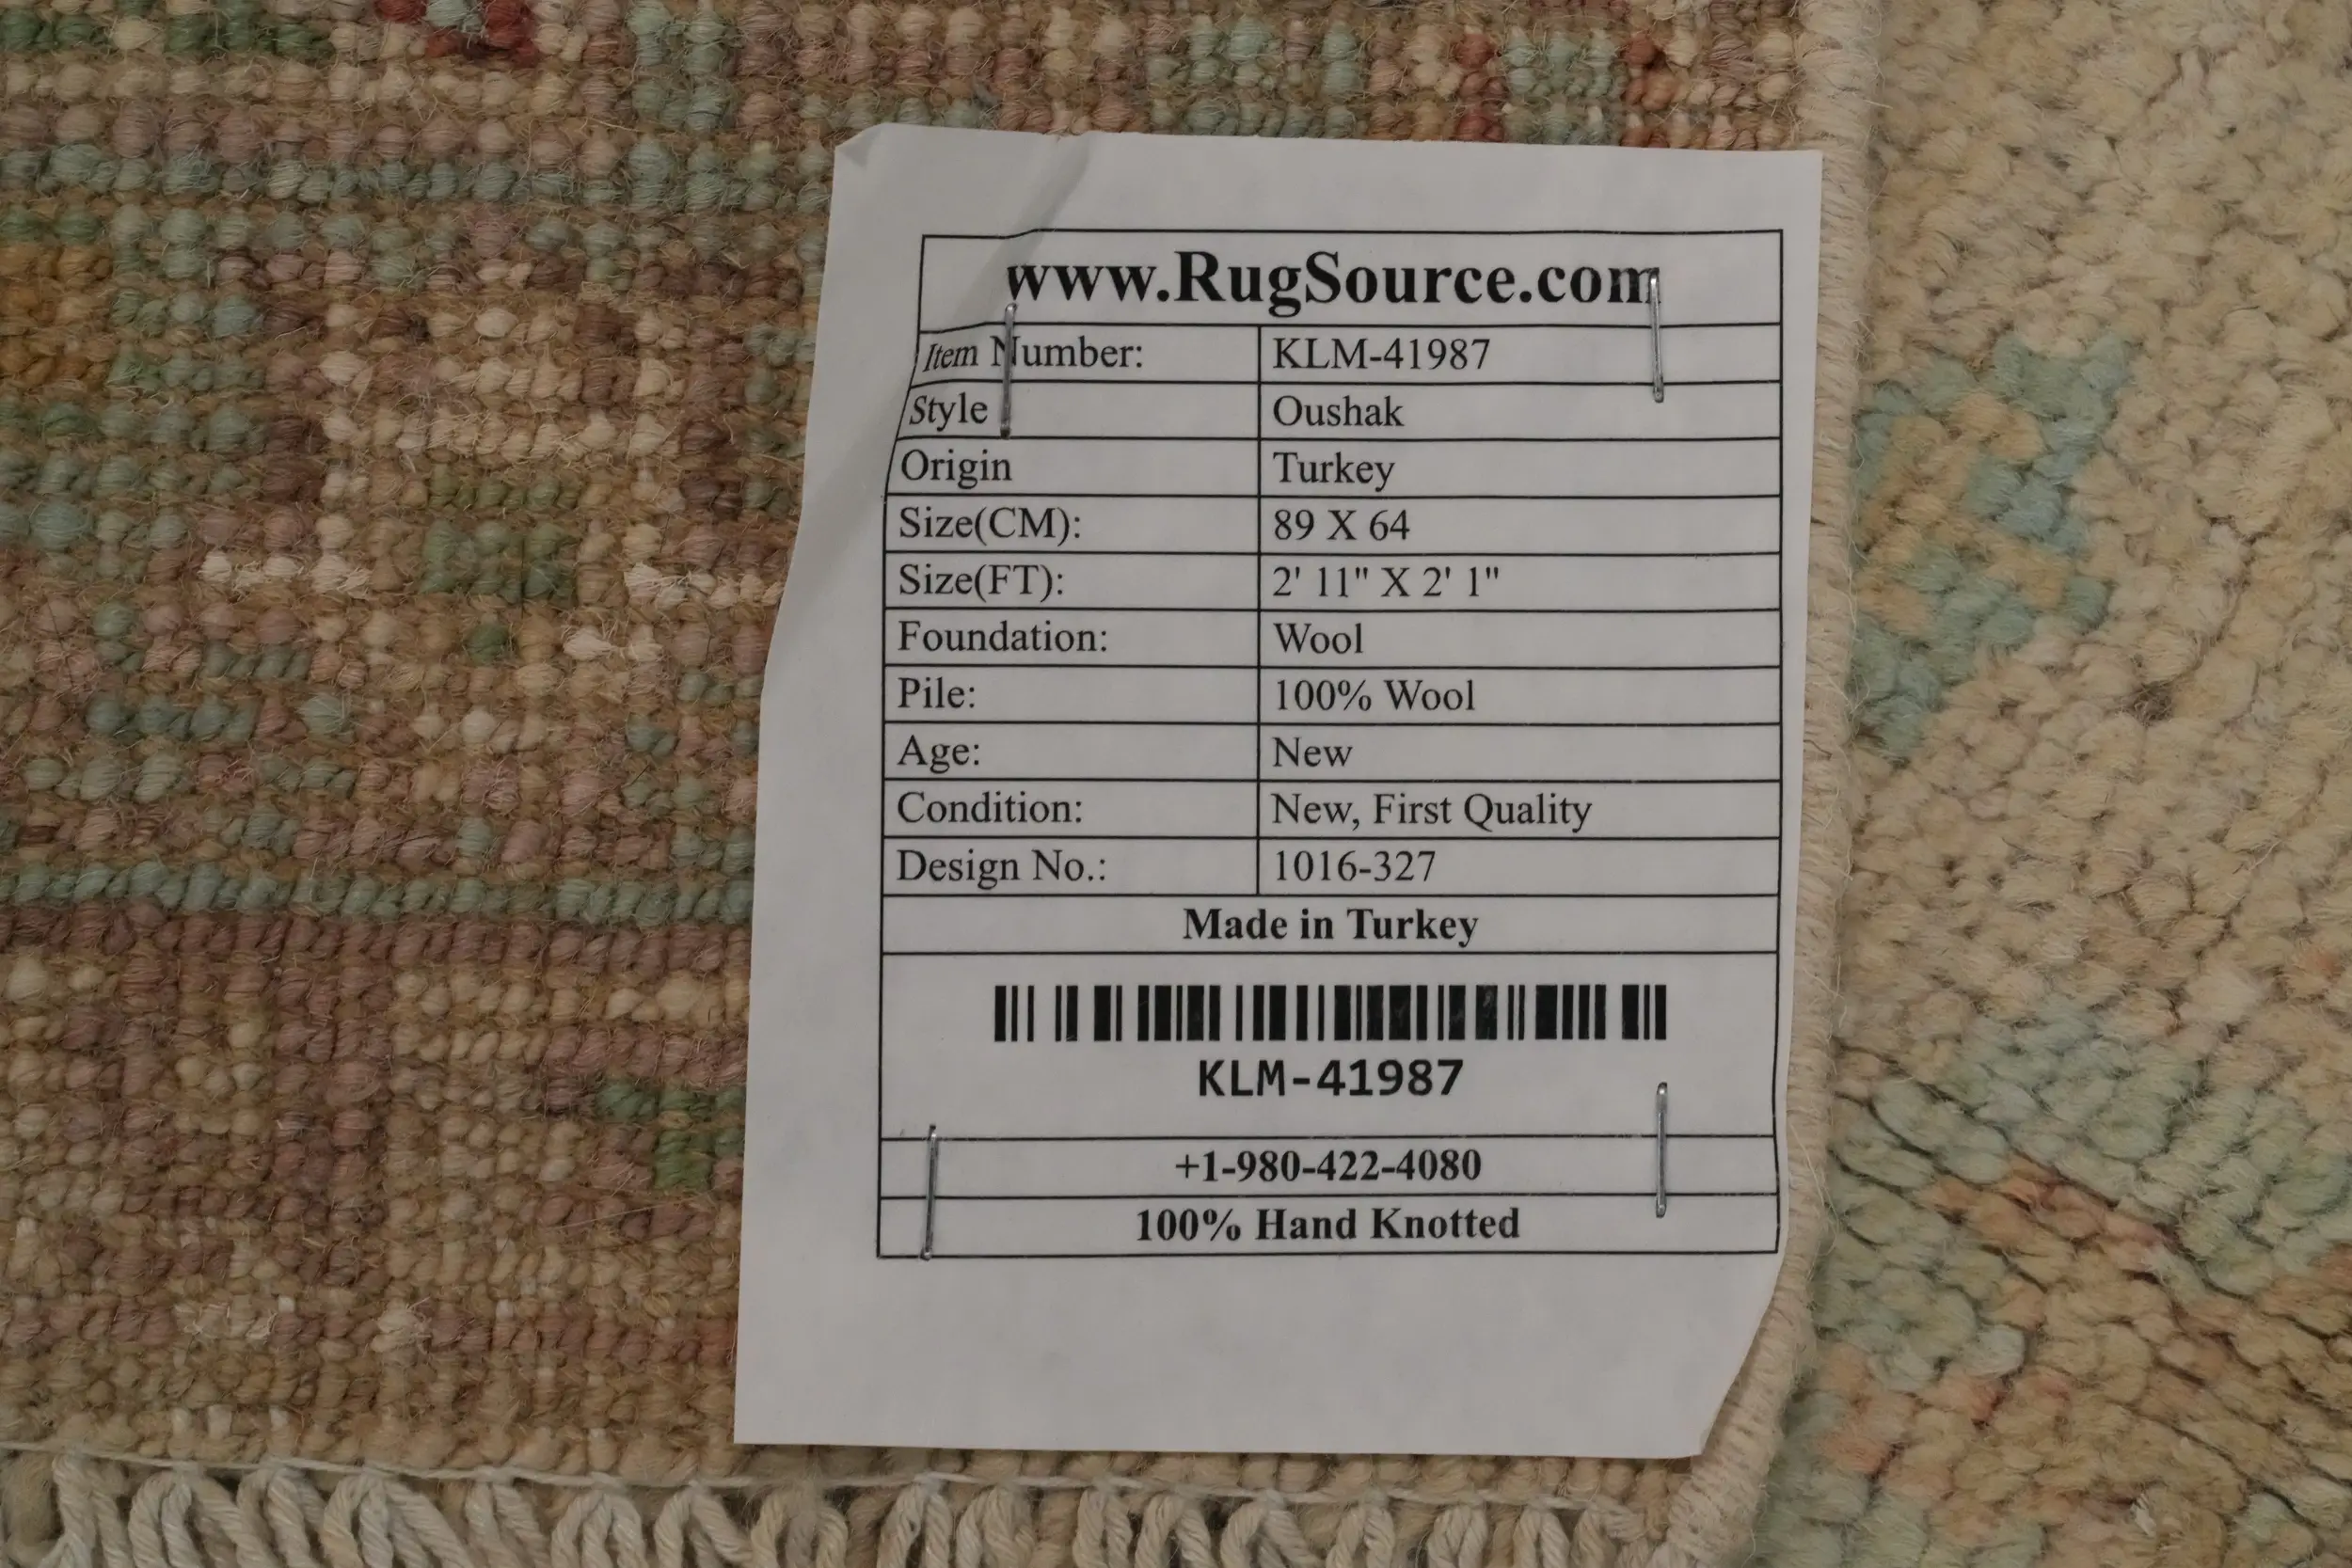 www.RugSource.com
Item Number: KLM-41987
Style Oushak
Origin Turkey
Size(CM): 89 X 64
Size(FT): 2' 11" X 2' 1"
Foundation: Wool
Pile: 100% Wool
Age: New
Condition: New, First Quality
Design No.: 1016-327
Made in Turkey
KLM-41987
+1-980-422-4080
100% Hand Knotted